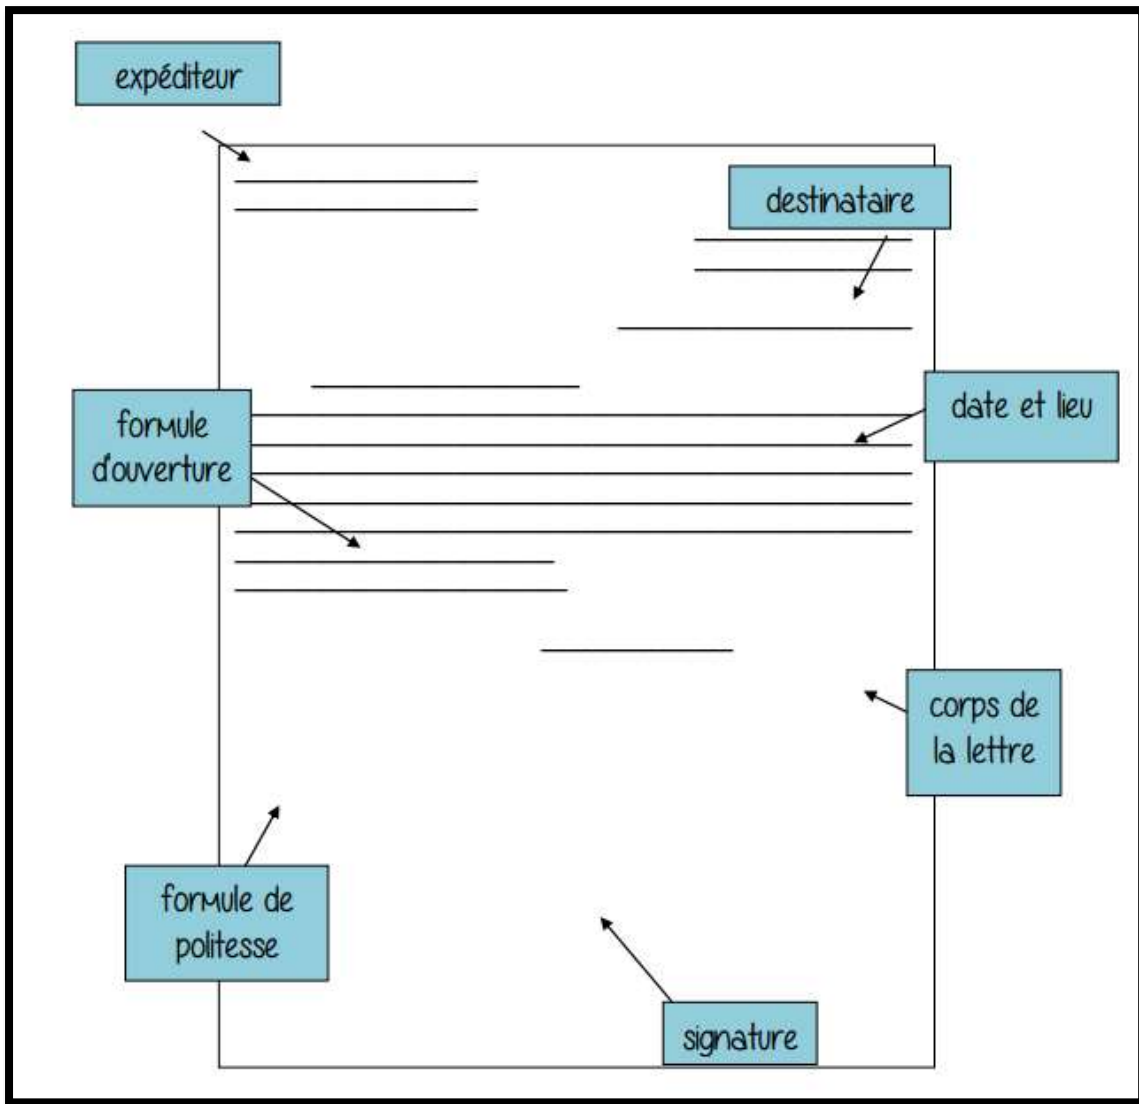 expéditeur
destinataire
formule
d'ouverture
date et lieu
corps de
la lettre
formule de
politesse
signature